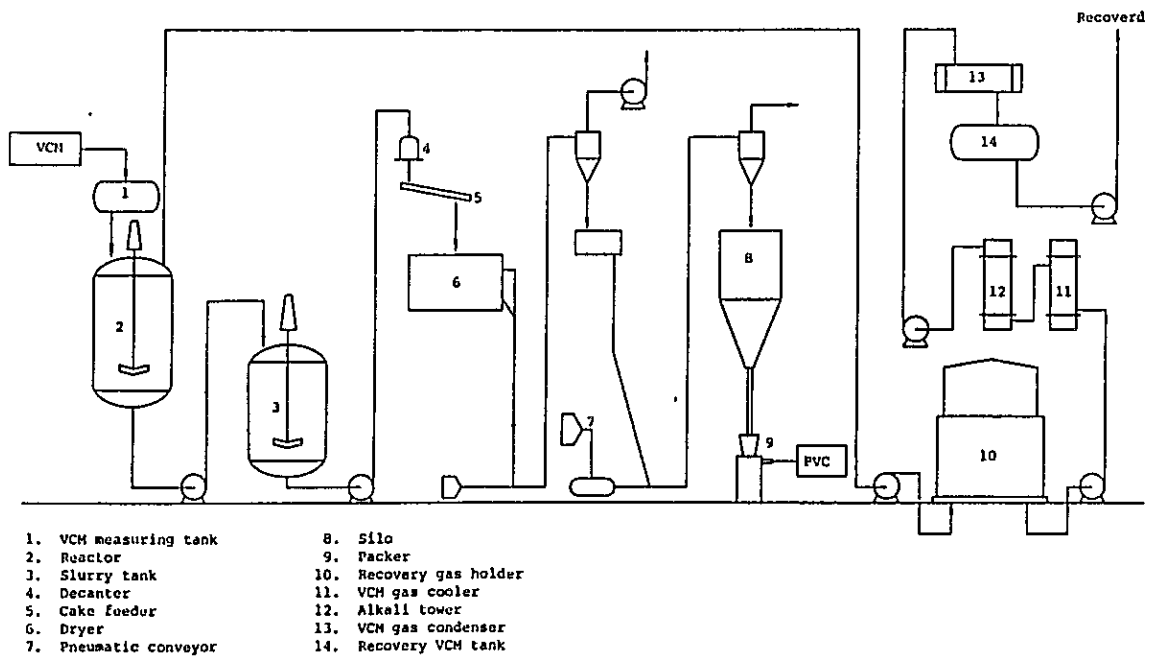 Recoverd
VCM
1
2
3
4
5
6
7
8
9
PVC
10
11
12
13
14
1. VCM measuring tank
2. Reactor
3. Slurry tank
4. Decanter
5. Cake feeder
6. Dryer
7. Pneumatic conveyor
8. Silo
9. Packer
10. Recovery gas holder
11. VCM gas cooler
12. Alkali tower
13. VCM gas condenser
14. Recovery VCM tank